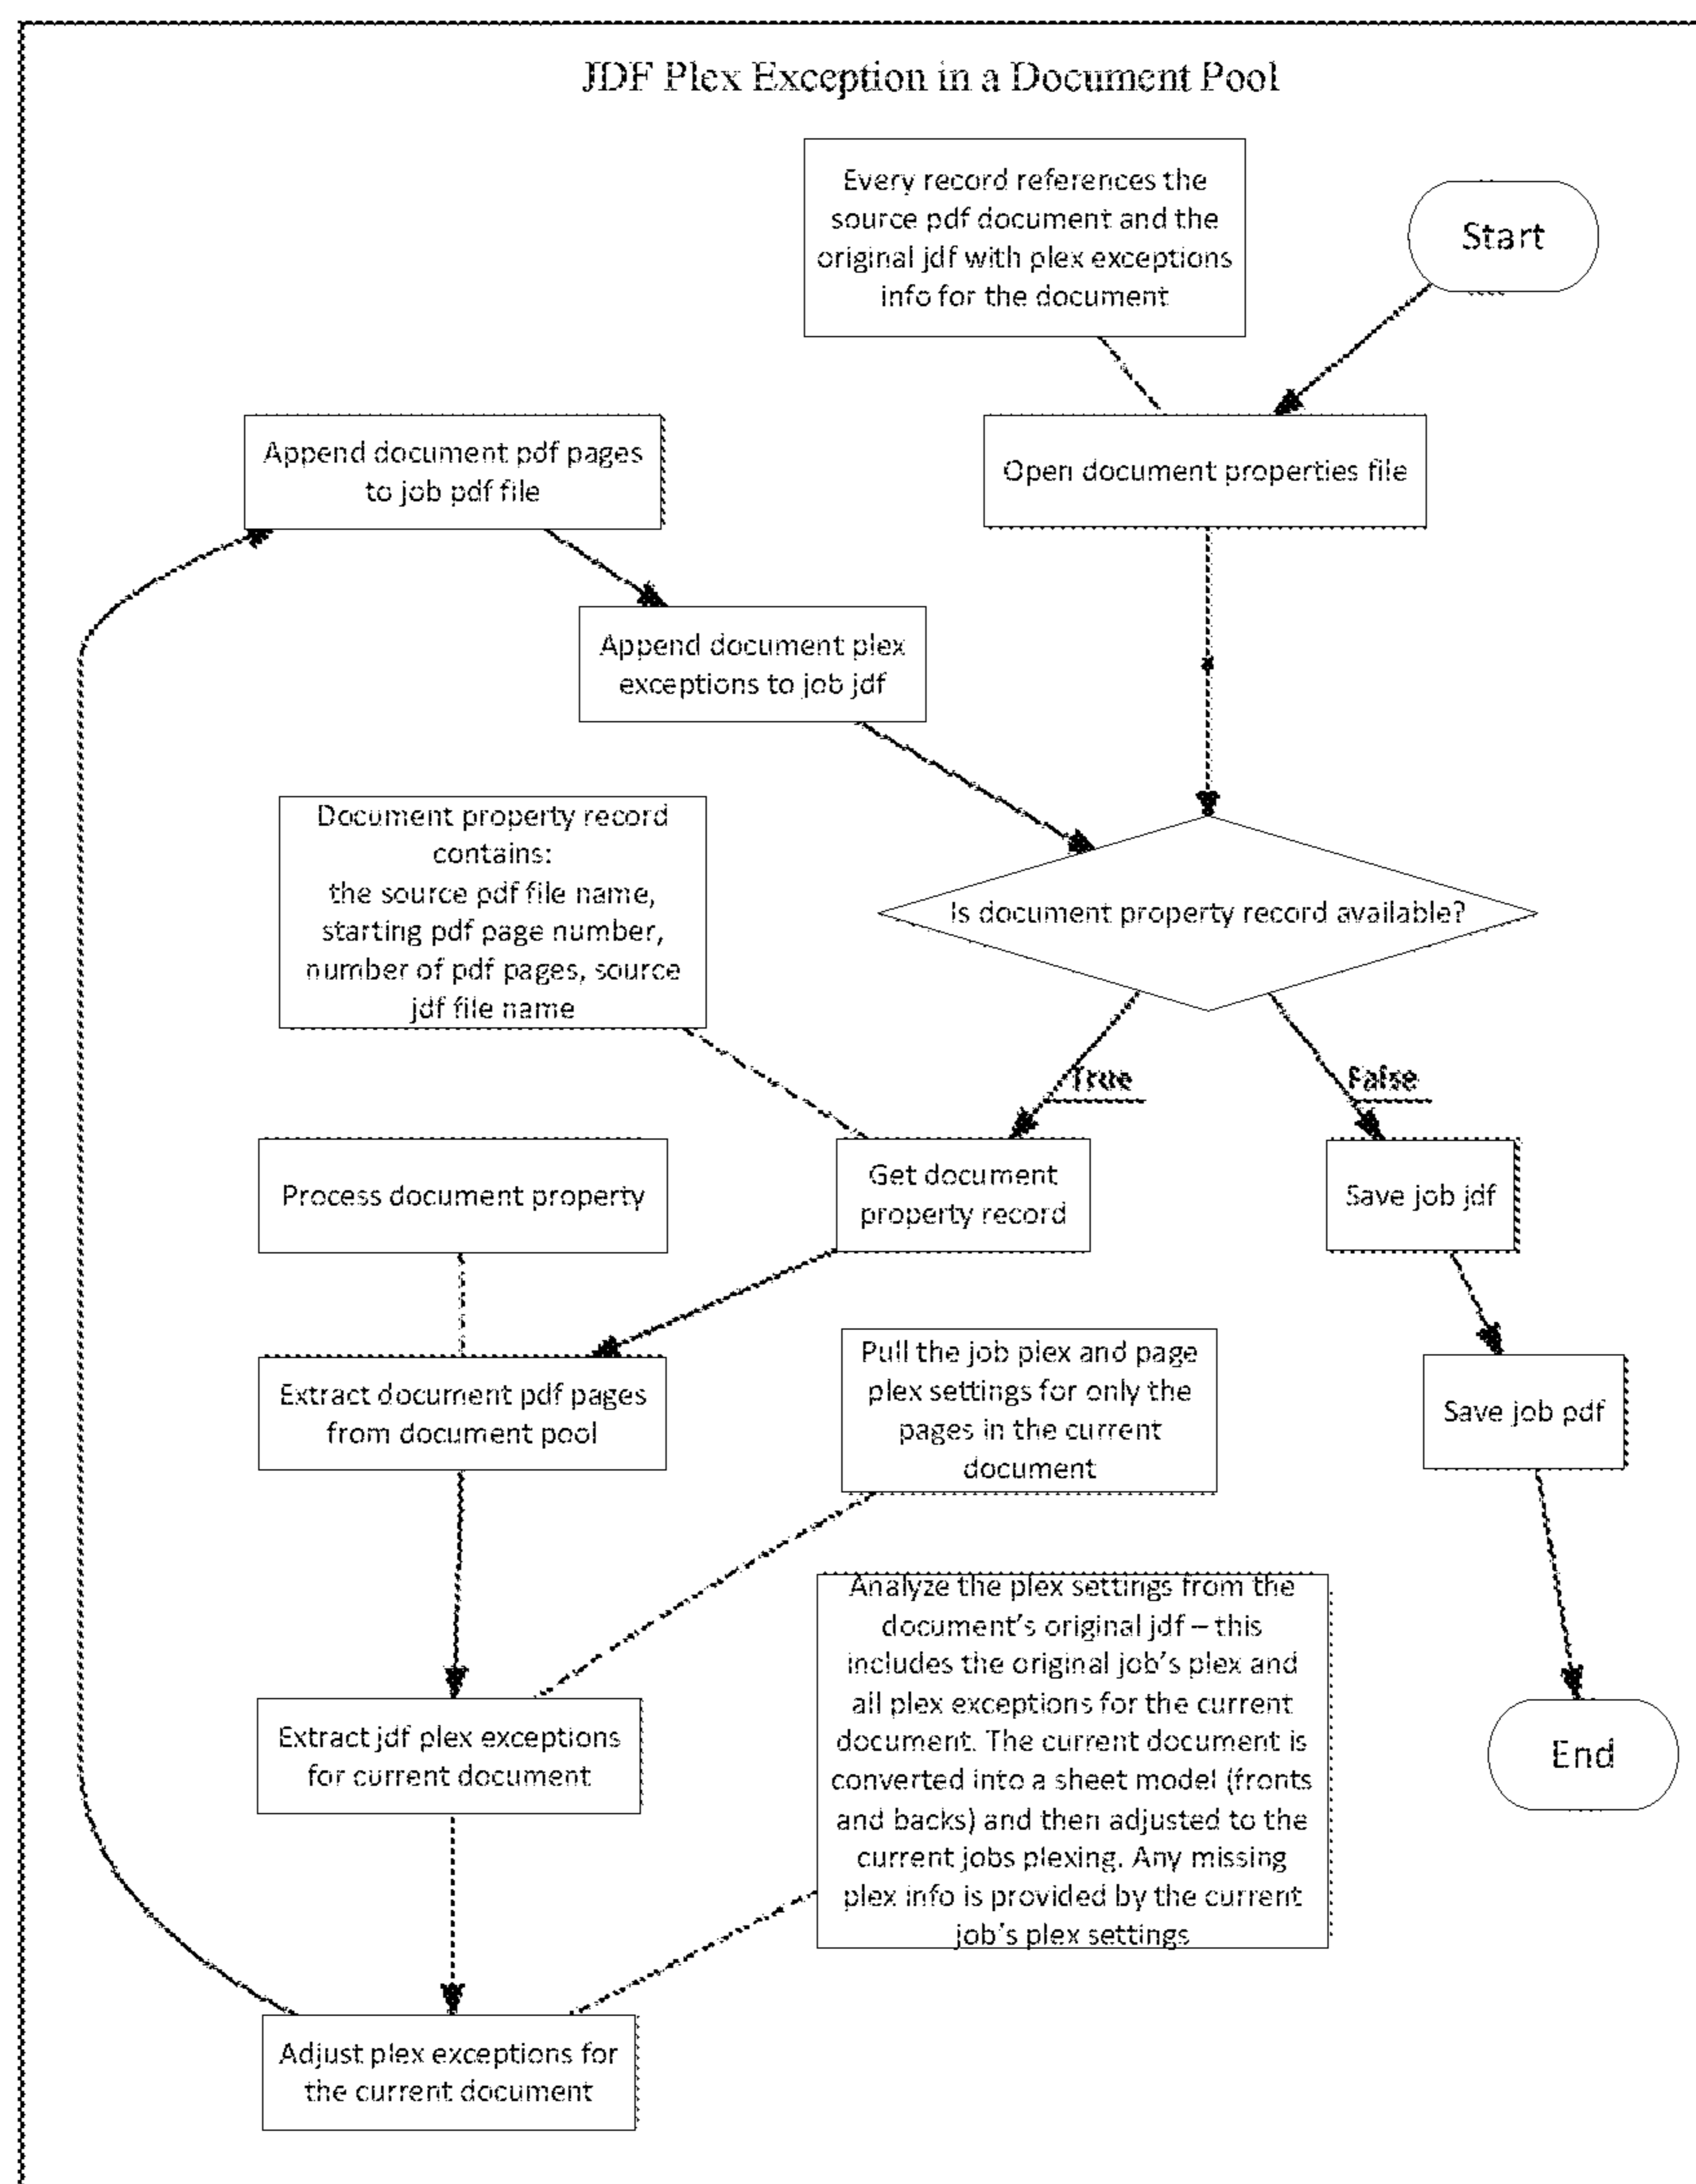 JDF Plex Exception in a Document Pool
Every record references the
source pdf document and the
original jdf with plex exceptions
info for the document
Start
Append document pdf pages
to job pdf file
Open document properties file
Append document plex
exceptions to job jdf
Document property record
contains:
the source pdf file name,
starting pdf page number,
number of pdf pages, source
jdf file name
Is document property record available?
True
False
Process document property
Get document
property record
Save job jdf
Extract document pdf pages
from document pool
Pull the job plex and page
plex settings for only the
pages in the current
document
Save job pdf
Extract jdf plex exceptions
for current document
Analyze the plex settings from the
document's original jdf – this
includes the original job's plex and
all plex exceptions for the current
document. The current document is
converted into a sheet model (fronts
and backs) and then adjusted to the
current jobs plexing. Any missing
plex info is provided by the current
job's plex settings
End
Adjust plex exceptions for
the current document